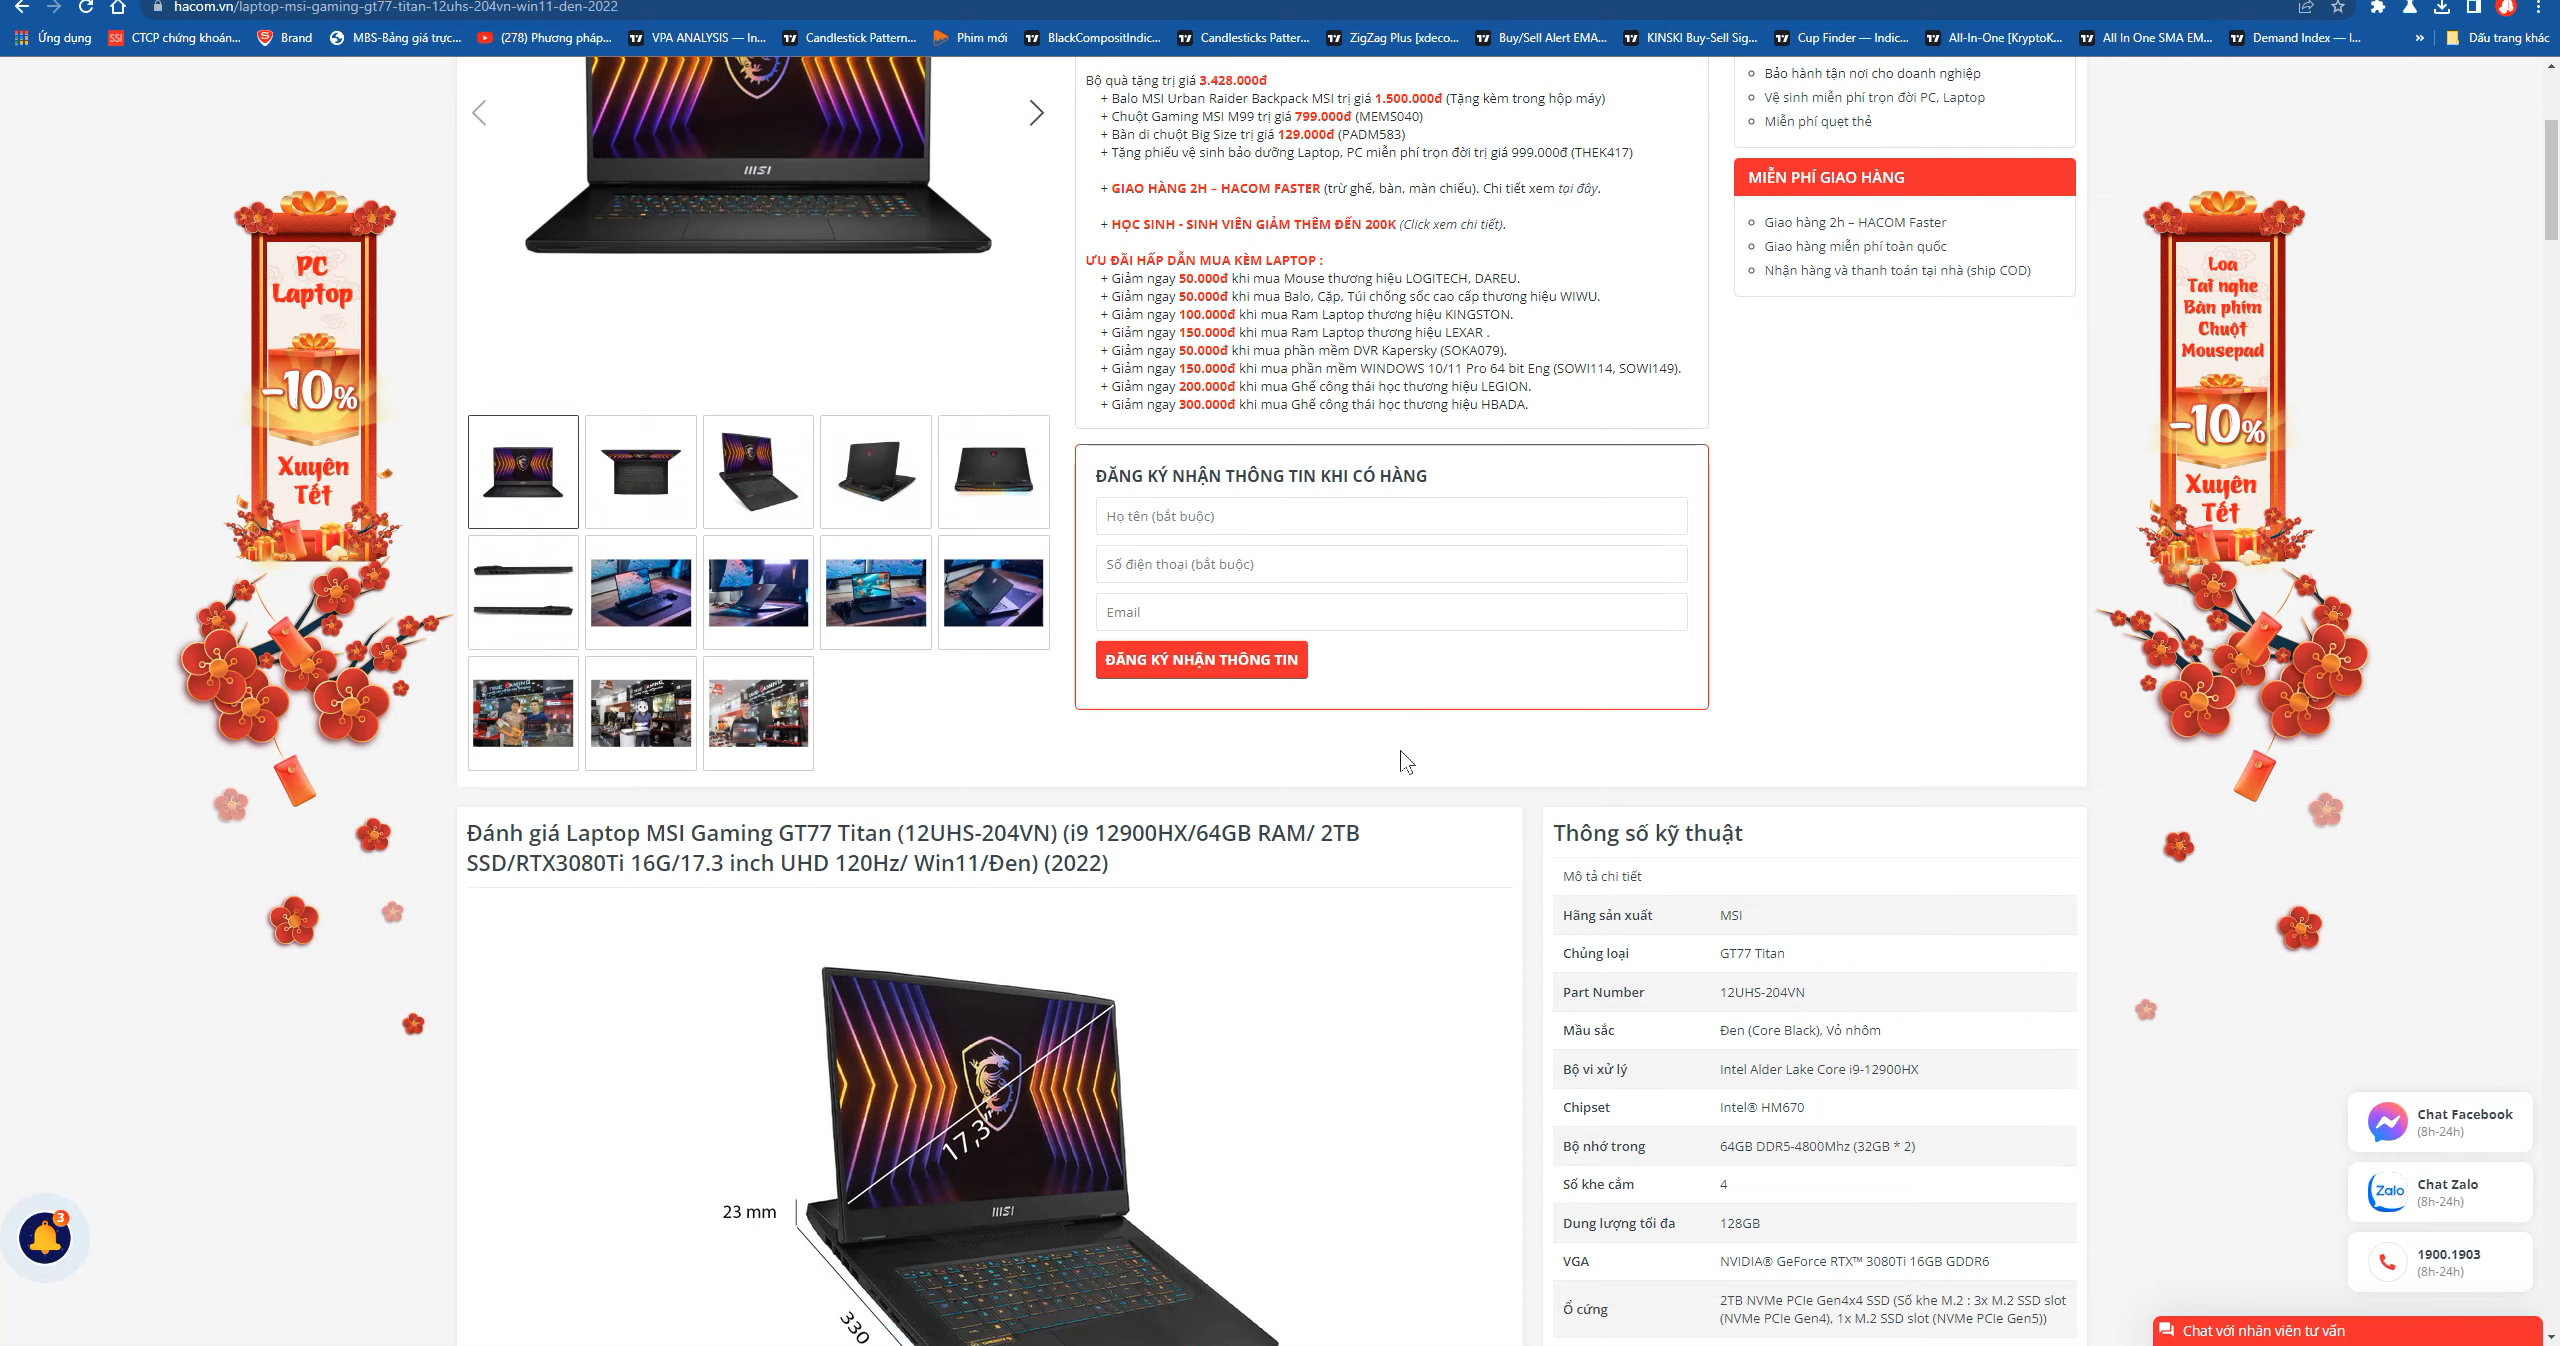 hacom.vn/laptop-msi-gaming-gt77-titan-12uhs-204vn-win11-den-2022
Ứng dụng
SSI CTCP chứng khoán...
Brand
MBS-Bảng giá trực...
(278) Phương pháp...
VPA ANALYSIS — In...
Candlestick Pattern...
Phim mới
BlackCompositIndic...
Candlesticks Patter...
ZigZag Plus [xdeco...
Buy/Sell Alert EMA...
KINSKI Buy-Sell Sig...
Cup Finder — Indic...
All-In-One [KryptoK...
All In One SMA EM...
Demand Index — I...
»
Dấu trang khác
msi
Bộ quà tặng trị giá 3.428.000đ
+ Balo MSI Urban Raider Backpack MSI trị giá 1.500.000đ (Tặng kèm trong hộp máy)
+ Chuột Gaming MSI M99 trị giá 799.000đ (MEMS040)
+ Bàn di chuột Big Size trị giá 129.000đ (PADM583)
+ Tặng phiếu vệ sinh bảo dưỡng Laptop, PC miễn phí trọn đời trị giá 999.000đ (THEK417)
+ GIAO HÀNG 2H – HACOM FASTER (trừ ghế, bàn, màn chiếu). Chi tiết xem tại đây.
+ HỌC SINH - SINH VIÊN GIẢM THÊM ĐẾN 200K (Click xem chi tiết).
ƯU ĐÃI HẤP DẪN MUA KÈM LAPTOP :
+ Giảm ngay 50.000đ khi mua Mouse thương hiệu LOGITECH, DAREU.
+ Giảm ngay 50.000đ khi mua Balo, Cặp, Túi chống sốc cao cấp thương hiệu WIWU.
+ Giảm ngay 100.000đ khi mua Ram Laptop thương hiệu KINGSTON.
+ Giảm ngay 150.000đ khi mua Ram Laptop thương hiệu LEXAR .
+ Giảm ngay 50.000đ khi mua phần mềm DVR Kapersky (SOKA079).
+ Giảm ngay 150.000đ khi mua phần mềm WINDOWS 10/11 Pro 64 bit Eng (SOWI114, SOWI149).
+ Giảm ngay 200.000đ khi mua Ghế công thái học thương hiệu LEGION.
+ Giảm ngay 300.000đ khi mua Ghế công thái học thương hiệu HBADA.
Bảo hành tận nơi cho doanh nghiệp
Vệ sinh miễn phí trọn đời PC, Laptop
Miễn phí quẹt thẻ
MIỄN PHÍ GIAO HÀNG
Giao hàng 2h – HACOM Faster
Giao hàng miễn phí toàn quốc
Nhận hàng và thanh toán tại nhà (ship COD)
PC
Laptop
-10%
Xuyên
Tết
Loa
Tai nghe
Bàn phím
Chuột
Mousepad
-10%
Xuyên
Tết
ĐĂNG KÝ NHẬN THÔNG TIN KHI CÓ HÀNG
Họ tên (bắt buộc)
Số điện thoại (bắt buộc)
Email
ĐĂNG KÝ NHẬN THÔNG TIN
Đánh giá Laptop MSI Gaming GT77 Titan (12UHS-204VN) (i9 12900HX/64GB RAM/ 2TB
SSD/RTX3080Ti 16G/17.3 inch UHD 120Hz/ Win11/Đen) (2022)
17,3"
msi
23 mm
330
Thông số kỹ thuật
Mô tả chi tiết
Hãng sản xuất MSI
Chủng loại GT77 Titan
Part Number 12UHS-204VN
Mầu sắc Đen (Core Black), Vỏ nhôm
Bộ vi xử lý Intel Alder Lake Core i9-12900HX
Chipset Intel® HM670
Bộ nhớ trong 64GB DDR5-4800Mhz (32GB * 2)
Số khe cắm 4
Dung lượng tối đa 128GB
VGA NVIDIA® GeForce RTX™ 3080Ti 16GB GDDR6
Ổ cứng 2TB NVMe PCIe Gen4x4 SSD (Số khe M.2 : 3x M.2 SSD slot
(NVMe PCIe Gen4), 1x M.2 SSD slot (NVMe PCIe Gen5))
3
Chat Facebook
(8h-24h)
Zalo
Chat Zalo
(8h-24h)
1900.1903
(8h-24h)
Chat với nhân viên tư vấn